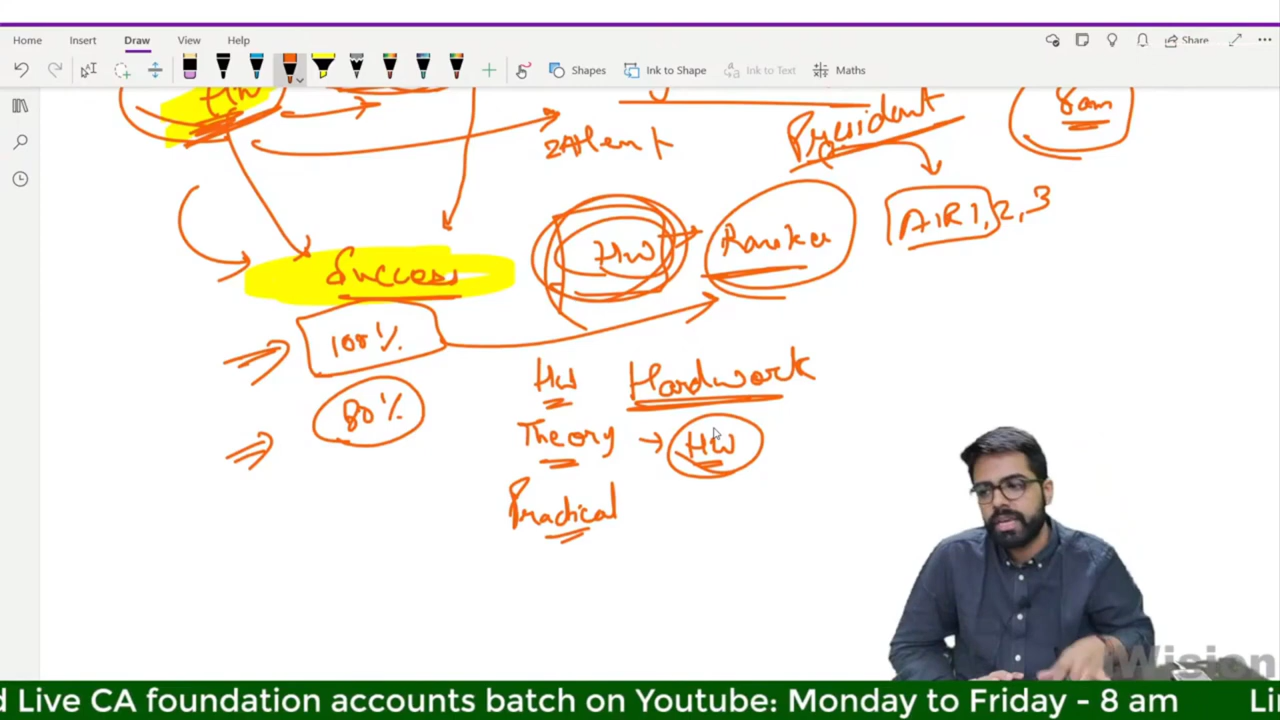 Home Insert Draw View Help
Share
Shapes Ink to Shape Ink to Text Maths
HW
President
8am
AIR 1, 2, 3
HW
Ranker
Success
100%
HW Hardwork
80%
Theory → HW
Practical
Wision
d Live CA foundation accounts batch on Youtube: Monday to Friday - 8 am Li